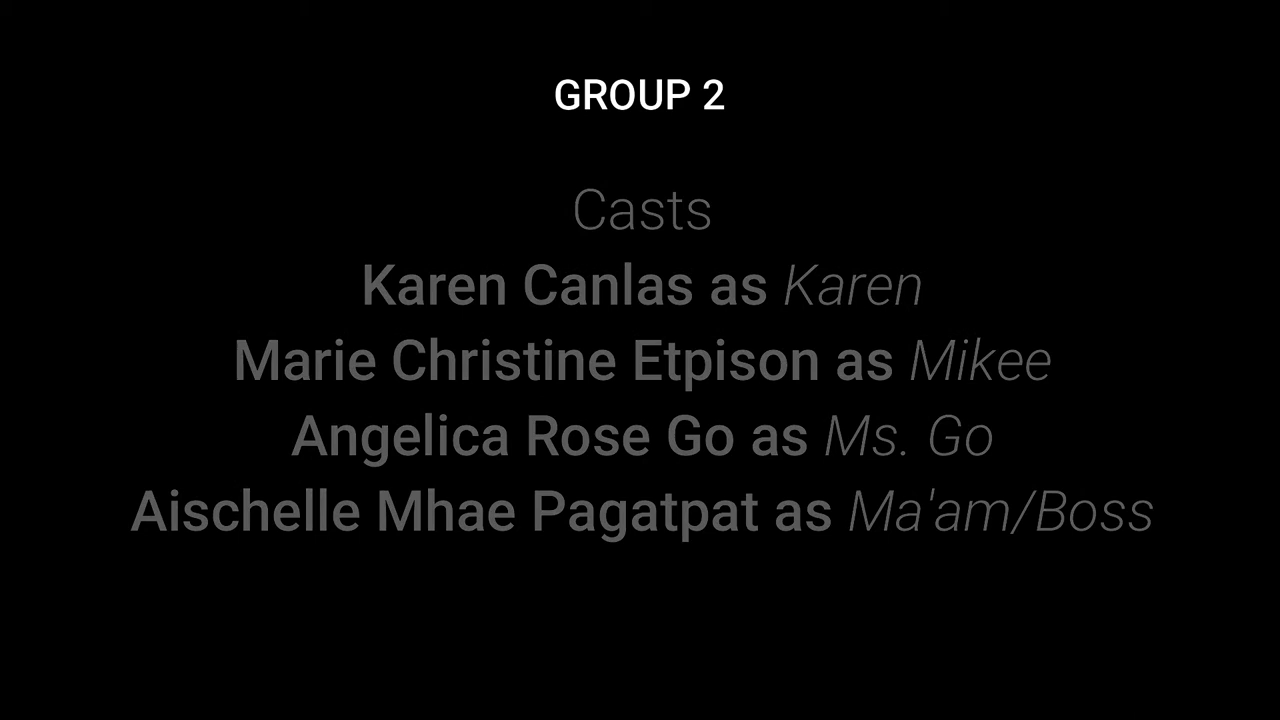 GROUP 2
Casts
Karen Canlas as Karen
Marie Christine Etpison as Mikee
Angelica Rose Go as Ms. Go
Aischelle Mhae Pagatpat as Ma'am/Boss